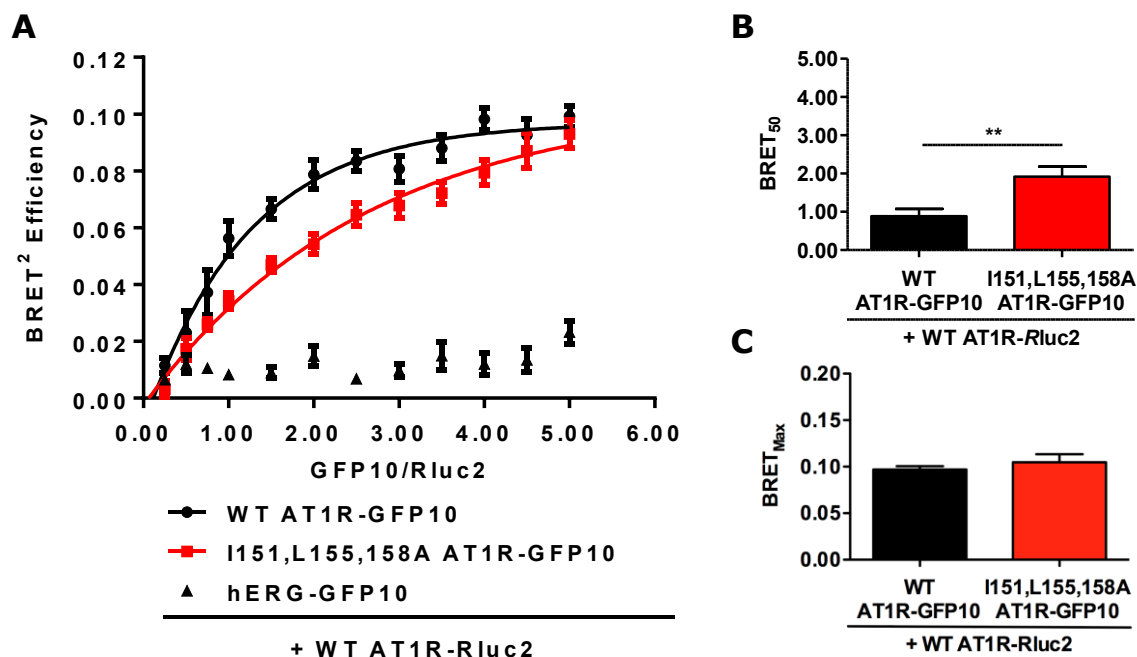 A
BRET2 Efficiency
0.12
0.10
0.08
0.06
0.04
0.02
0.00
0.00 1.00 2.00 3.00 4.00 5.00 6.00
GFP10/Rluc2
WT AT1R-GFP10
I151,L155,158A AT1R-GFP10
hERG-GFP10
+ WT AT1R-Rluc2
B
BRET50
5.00
4.00
3.00
2.00
1.00
0.00
**
WT I151,L155,158A
AT1R-GFP10 AT1R-GFP10
+ WT AT1R-Rluc2
C
BRETMax
0.20
0.15
0.10
0.05
0.00
WT I151,L155,158A
AT1R-GFP10 AT1R-GFP10
+ WT AT1R-Rluc2